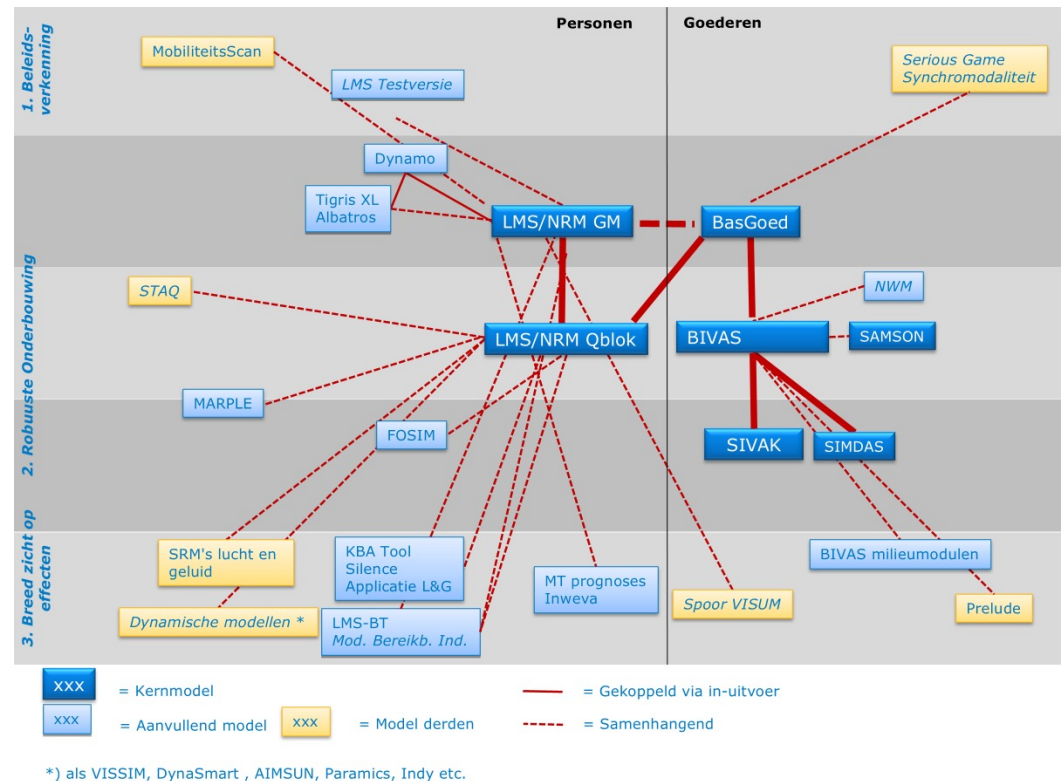 Personen
Goederen
1. Beleids-
verkenning
MobiliteitsScan
LMS Testversie
Serious Game
Synchromodaliteit
2. Robuuste Onderbouwing
Dynamo
Tigris XL
Albatros
LMS/NRM GM
BasGoed
STAQ
NWM
LMS/NRM Qblok
BIVAS
SAMSON
MARPLE
FOSIM
SIVAK
SIMDAS
3. Breed zicht op
effecten
SRM's lucht en
geluid
KBA Tool
Silence
Applicatie L&G
MT prognoses
Inweva
BIVAS milieumodulen
Dynamische modellen *
LMS-BT
Mod. Bereikb. Ind.
Spoor VISUM
Prelude
xxx = Kernmodel
= Gekoppeld via in-uitvoer
xxx = Aanvullend model
xxx = Model derden
= Samenhangend
*) als VISSIM, DynaSmart , AIMSUN, Paramics, Indy etc.